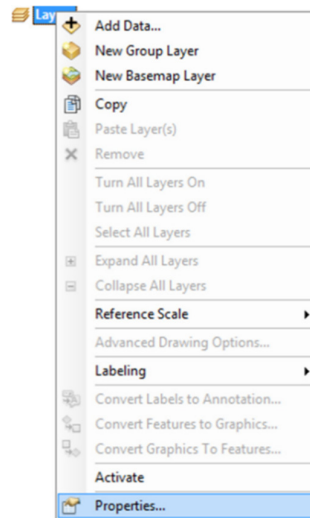 Add Data...
New Group Layer
New Basemap Layer
Copy
Paste Layer(s)
Remove
Turn All Layers On
Turn All Layers Off
Select All Layers
Expand All Layers
Collapse All Layers
Reference Scale
Advanced Drawing Options...
Labeling
Convert Labels to Annotation...
Convert Features to Graphics...
Convert Graphics To Features...
Activate
Properties...